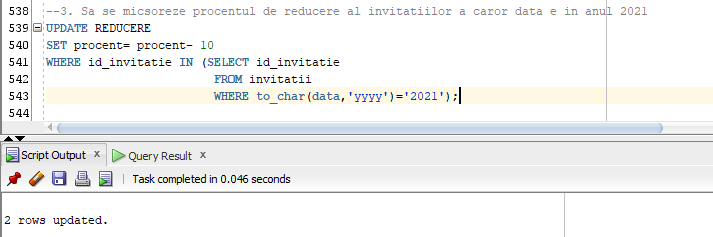 538 --3. Sa se micsoreze procentul de reducere al invitatiilor a caror data e in anul 2021
539 UPDATE REDUCERE
540 SET procent= procent- 10
541 WHERE id_invitatie IN (SELECT id_invitatie
542 FROM invitatii
543 WHERE to_char(data,'yyyy')='2021');
544
Script Output x Query Result x
Task completed in 0.046 seconds
2 rows updated.